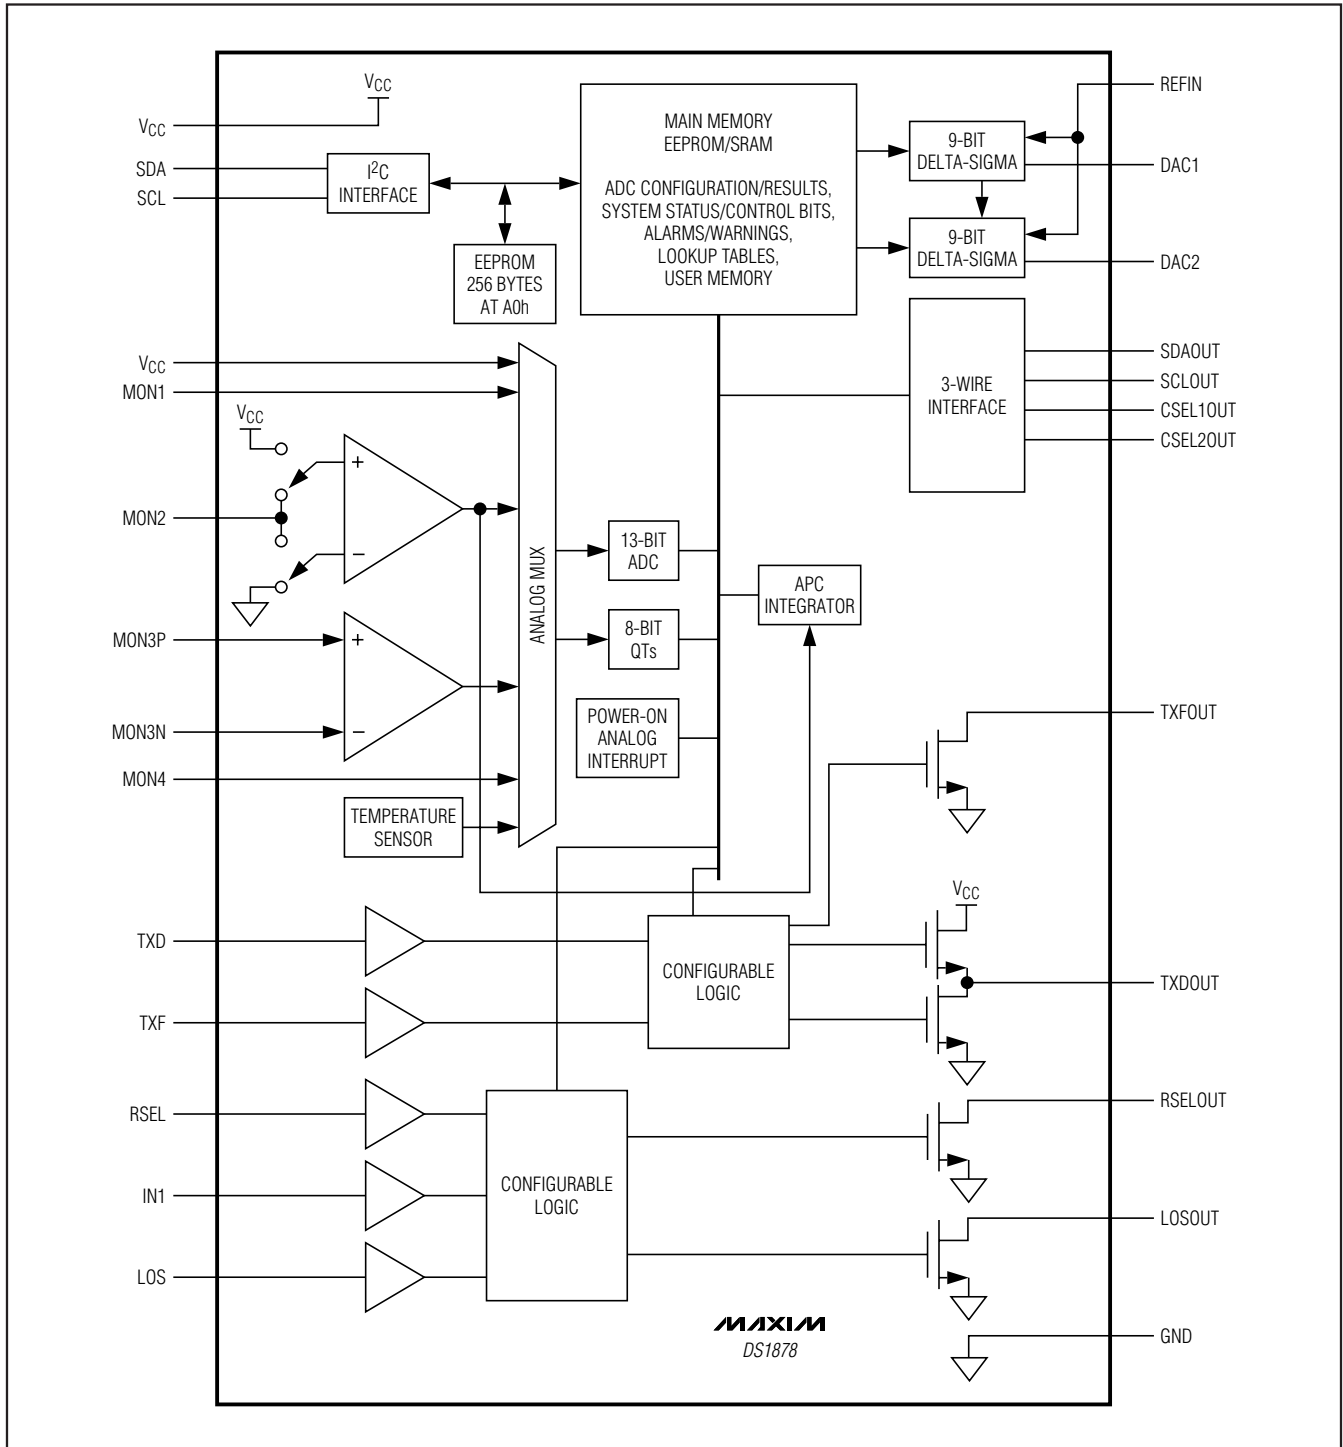 VCC
VCC
SDA
SCL
I2C
INTERFACE
EEPROM
256 BYTES
AT A0h
MAIN MEMORY
EEPROM/SRAM
ADC CONFIGURATION/RESULTS,
SYSTEM STATUS/CONTROL BITS,
ALARMS/WARNINGS,
LOOKUP TABLES,
USER MEMORY
9-BIT
DELTA-SIGMA
9-BIT
DELTA-SIGMA
REFIN
DAC1
DAC2
3-WIRE
INTERFACE
SDAOUT
SCLOUT
CSEL1OUT
CSEL2OUT
VCC
MON1
VCC
MON2
+
−
MON3P
MON3N
+
−
MON4
TEMPERATURE
SENSOR
ANALOG MUX
13-BIT
ADC
8-BIT
QTs
POWER-ON
ANALOG
INTERRUPT
APC
INTEGRATOR
TXFOUT
VCC
TXD
TXF
CONFIGURABLE
LOGIC
TXDOUT
RSEL
IN1
LOS
CONFIGURABLE
LOGIC
RSELOUT
LOSOUT
GND
MAXIM
DS1878